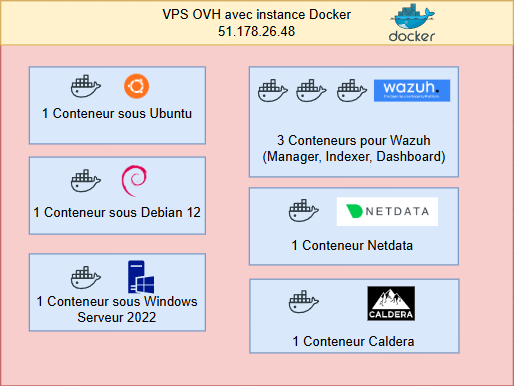 VPS OVH avec instance Docker
51.178.26.48
docker
1 Conteneur sous Ubuntu
1 Conteneur sous Debian 12
1 Conteneur sous Windows
Serveur 2022
wazuh.
3 Conteneurs pour Wazuh
(Manager, Indexer, Dashboard)
NETDATA
1 Conteneur Netdata
CALDERA
1 Conteneur Caldera